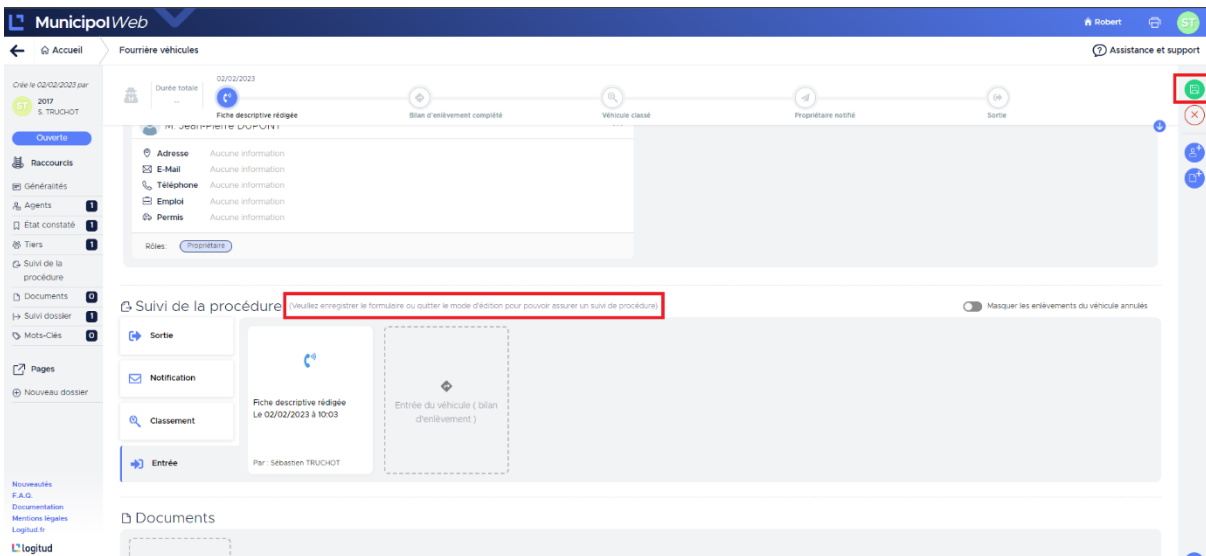 MunicipolWeb
Robert
ST
Accueil
Fourrière véhicules
Assistance et support
Crée le 02/02/2023 par
ST
2017
S. TRUCHOT
Ouverte
Raccourcis
Généralités
Agents 1
État constaté 1
Tiers 1
Suivi de la
procédure
Documents 0
Suivi dossier 1
Mots-Clés 0
Pages
Nouveau dossier
Nouveautés
F.A.Q.
Documentation
Mentions légales
Logitud.fr
logitud
Durée totale
--
02/02/2023
Fiche descriptive rédigée
Bilan d'enlèvement complété
Véhicule classé
Propriétaire notifié
Sortie
M. Jean-Pierre DUPONT
Adresse Aucune information
E-Mail Aucune information
Téléphone Aucune information
Emploi Aucune information
Permis Aucune information
Rôles: Propriétaire
Suivi de la procédure (Veuillez enregistrer le formulaire ou quitter le mode d'édition pour pouvoir assurer un suivi de procédure)
Masquer les enlèvements du véhicule annulés
Sortie
Notification
Classement
Entrée
Fiche descriptive rédigée
Le 02/02/2023 à 10:03
Par : Sébastien TRUCHOT
Entrée du véhicule ( bilan
d'enlèvement )
Documents